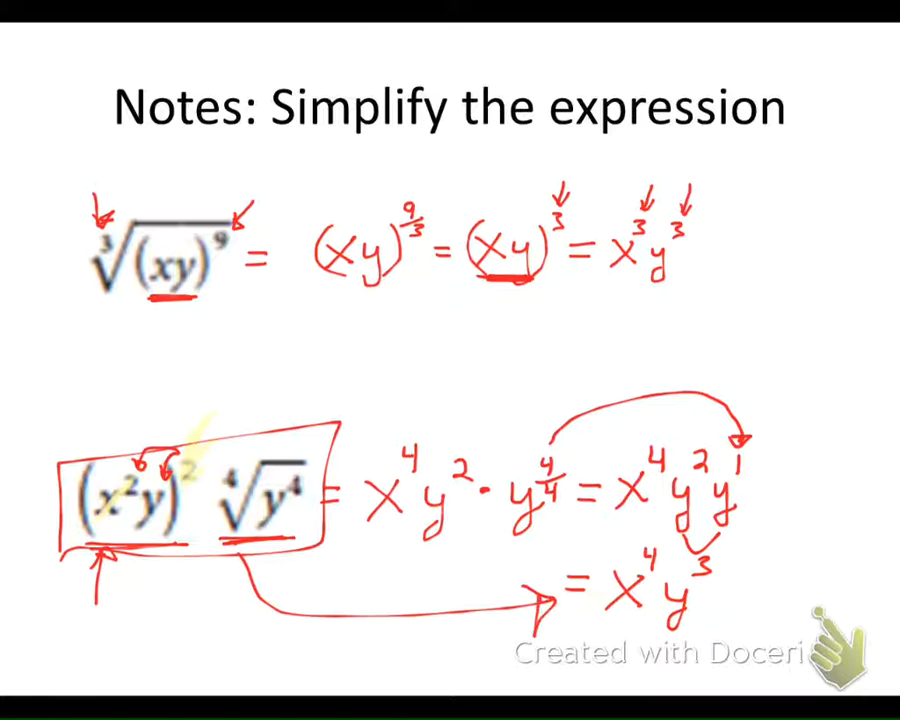 Notes: Simplify the expression
∛(xy)⁹ = (xy)^(9/3) = (xy)³ = x³y³
(x²y)² ∜y⁴ = x⁴y² · y^(4/4) = x⁴y²y¹
= x⁴y³
Created with Doceri